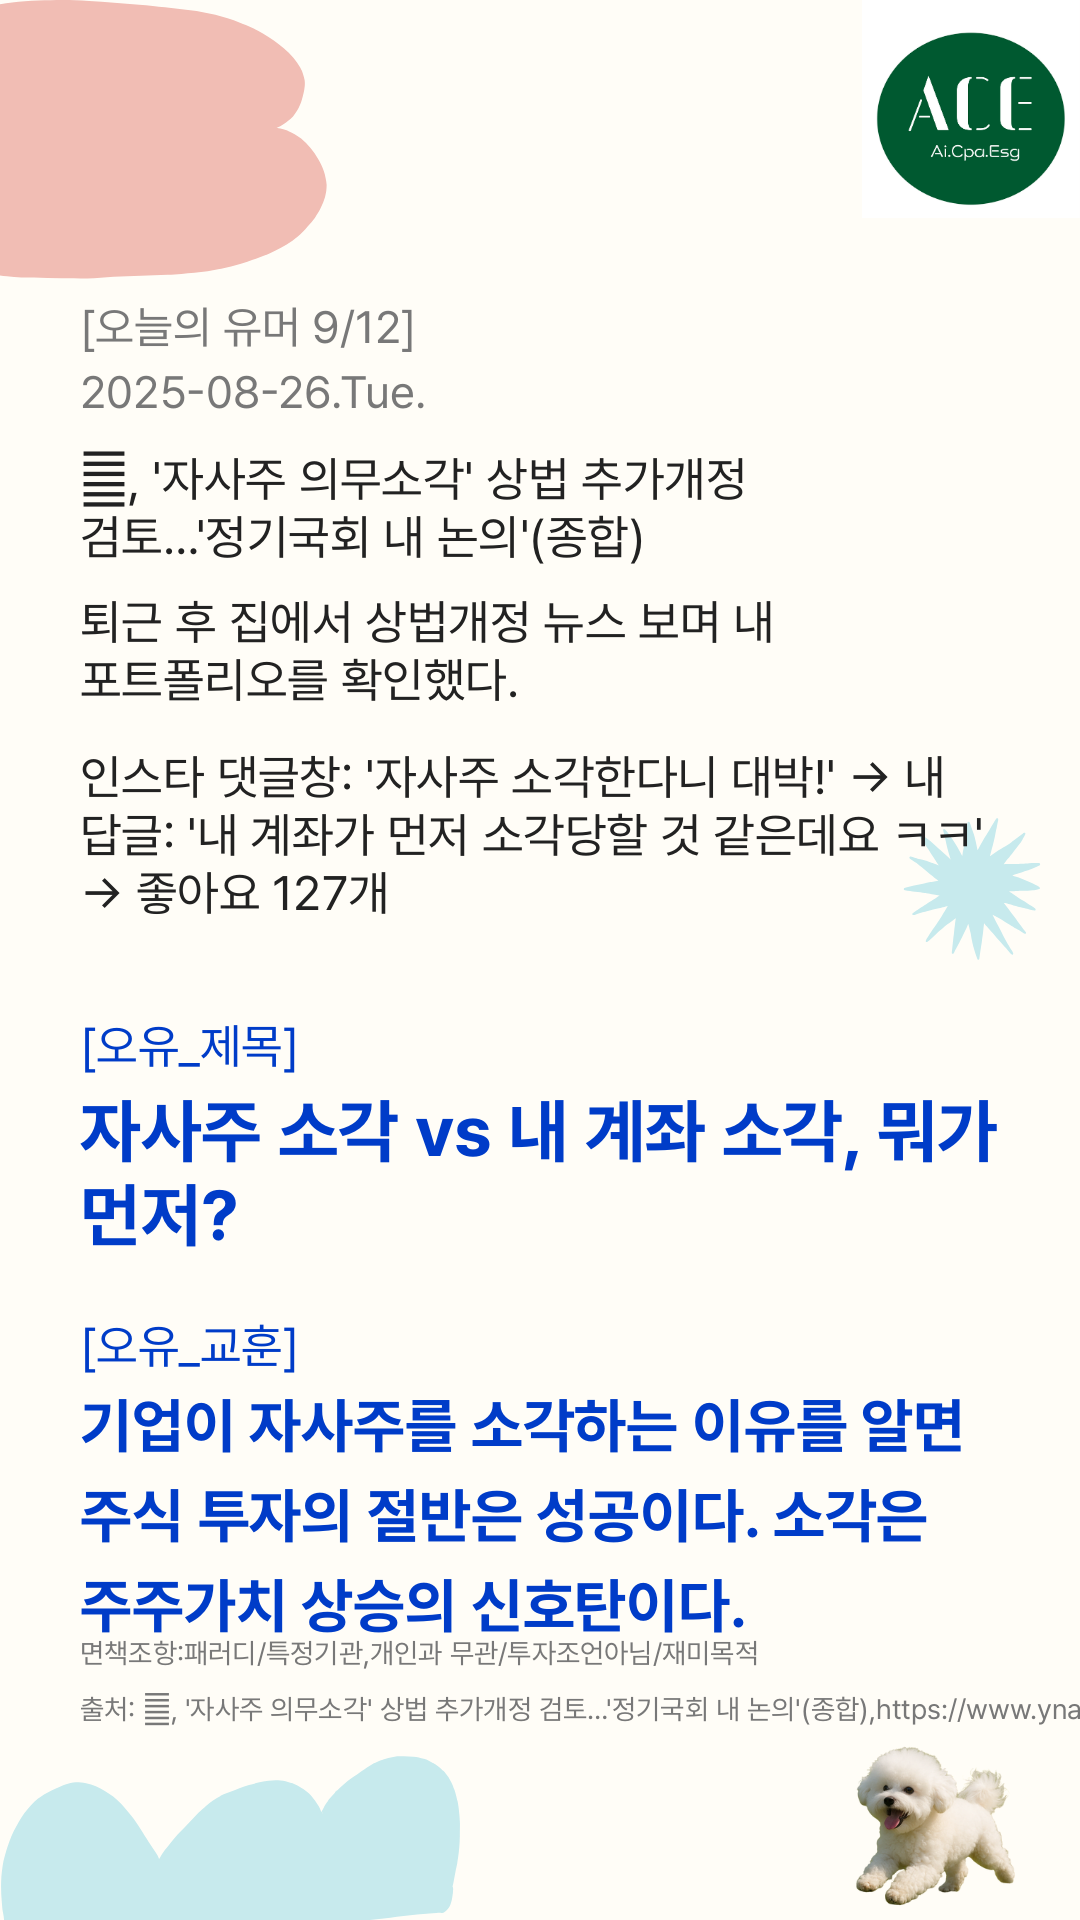 ACE
Ai.Cpa.Esg
[오늘의 유머 9/12]
2025-08-26.Tue.
, '자사주 의무소각' 상법 추가개정
검토…'정기국회 내 논의'(종합)
퇴근 후 집에서 상법개정 뉴스 보며 내
포트폴리오를 확인했다.
인스타 댓글창: '자사주 소각한다니 대박!' → 내
답글: '내 계좌가 먼저 소각당할 것 같은데요 ㅋㅋ'
→ 좋아요 127개
[오유_제목]
자사주 소각 vs 내 계좌 소각, 뭐가
먼저?
[오유_교훈]
기업이 자사주를 소각하는 이유를 알면
주식 투자의 절반은 성공이다. 소각은
주주가치 상승의 신호탄이다.
면책조항:패러디/특정기관,개인과 무관/투자조언아님/재미목적
출처: , '자사주 의무소각' 상법 추가개정 검토…'정기국회 내 논의'(종합),https://www.yna